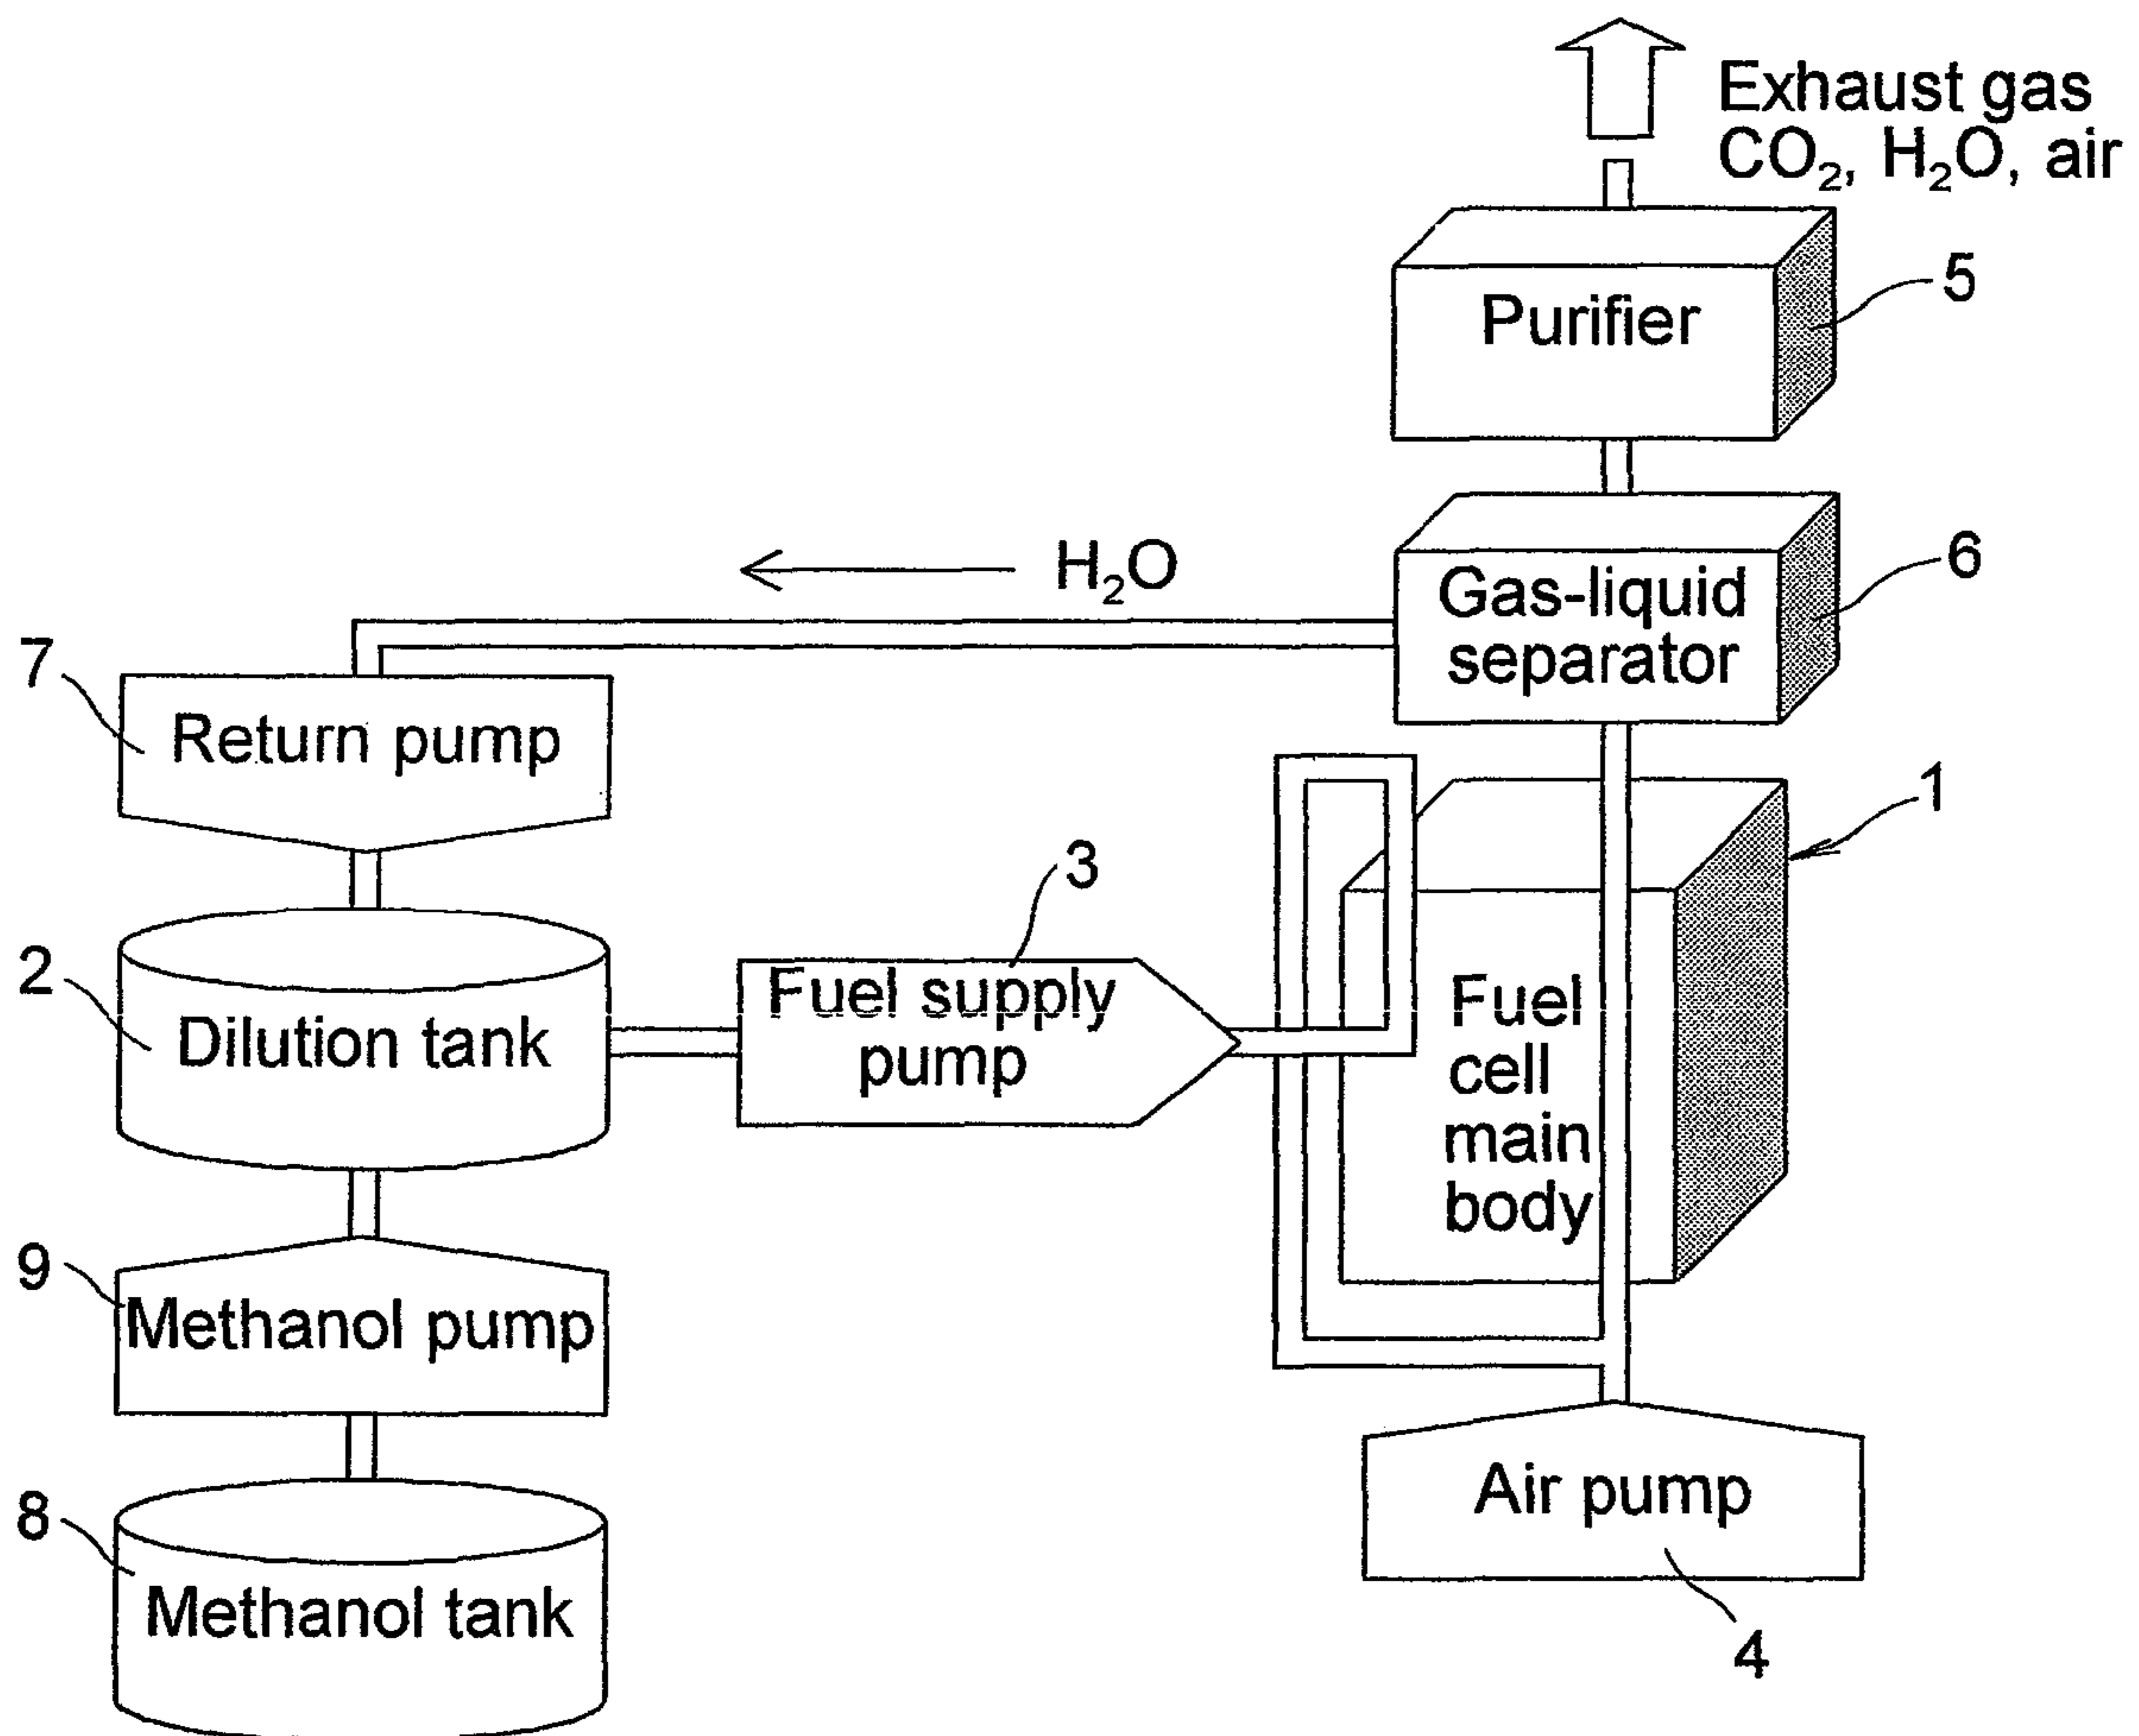 Exhaust gas
CO₂, H₂O, air
5
Purifier
6
H₂O
Gas-liquid
separator
7
Return pump
1
3
2
Fuel supply
pump
Dilution tank
Fuel
cell
main
body
9
Methanol pump
8
Air pump
Methanol tank
4